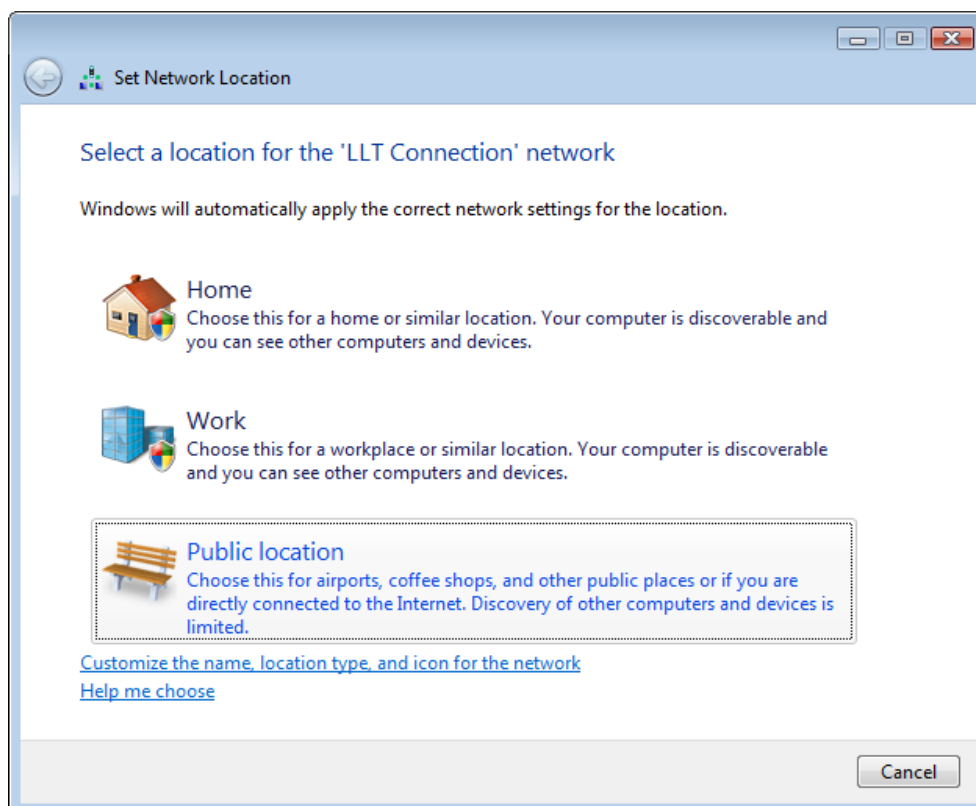 Set Network Location
Select a location for the 'LLT Connection' network
Windows will automatically apply the correct network settings for the location.
Home
Choose this for a home or similar location. Your computer is discoverable and
you can see other computers and devices.
Work
Choose this for a workplace or similar location. Your computer is discoverable
and you can see other computers and devices.
Public location
Choose this for airports, coffee shops, and other public places or if you are
directly connected to the Internet. Discovery of other computers and devices is
limited.
Customize the name, location type, and icon for the network
Help me choose
Cancel